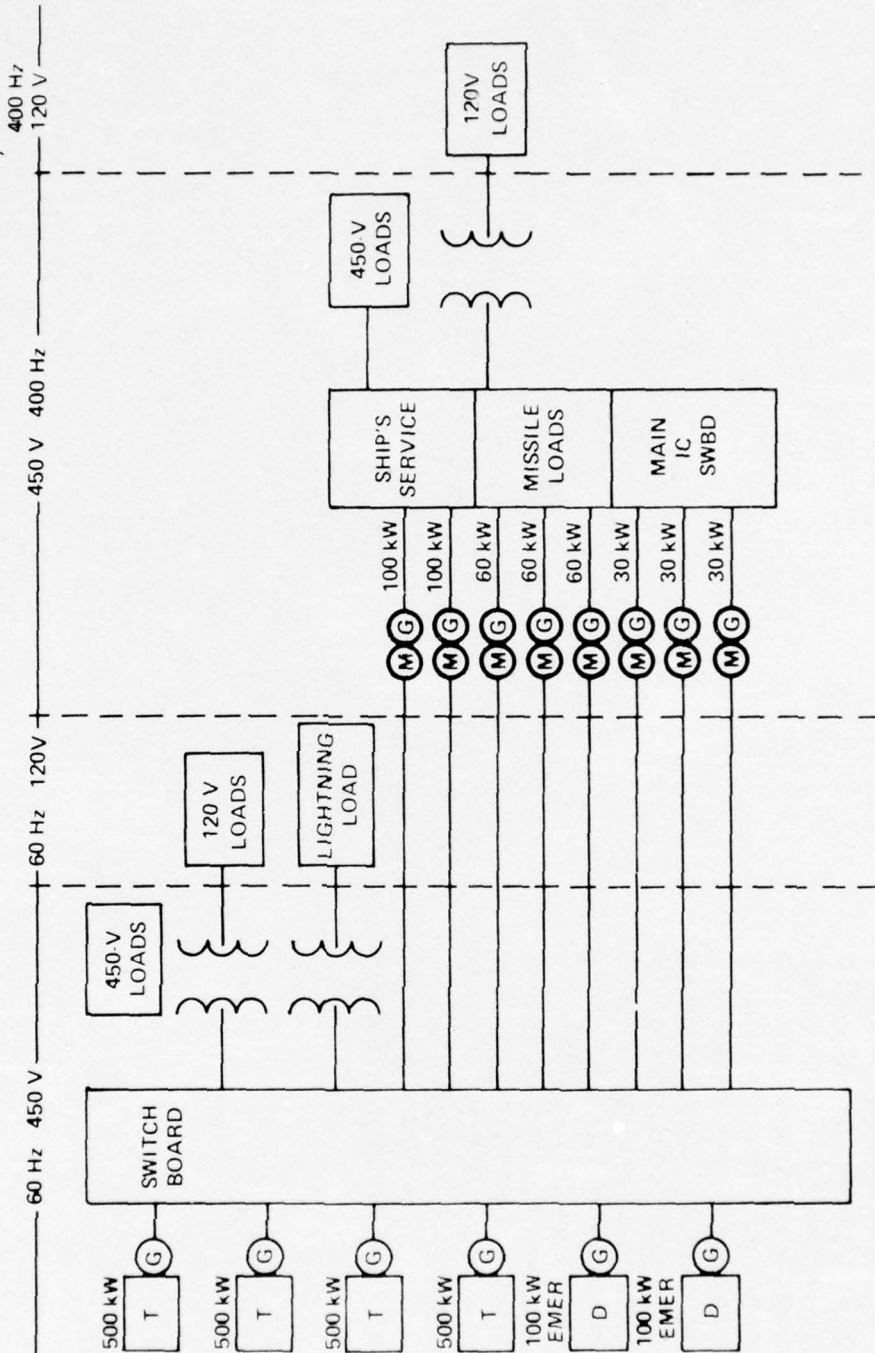 60 Hz 450 V
60 Hz 120V
450 V 400 Hz
400 Hz
120 V
500 kW
T
G
500 kW
T
G
500 kW
T
G
500 kW
T
G
100 kW
EMER
D
G
100 kW
EMER
D
G
SWITCH
BOARD
450-V
LOADS
120 V
LOADS
LIGHTNING
LOAD
M G 100 kW
M G 100 kW
M G 60 kW
M G 60 kW
M G 60 kW
M G 30 kW
M G 30 kW
M G 30 kW
SHIP'S
SERVICE
MISSILE
LOADS
MAIN
IC
SWBD
450-V
LOADS
120V
LOADS